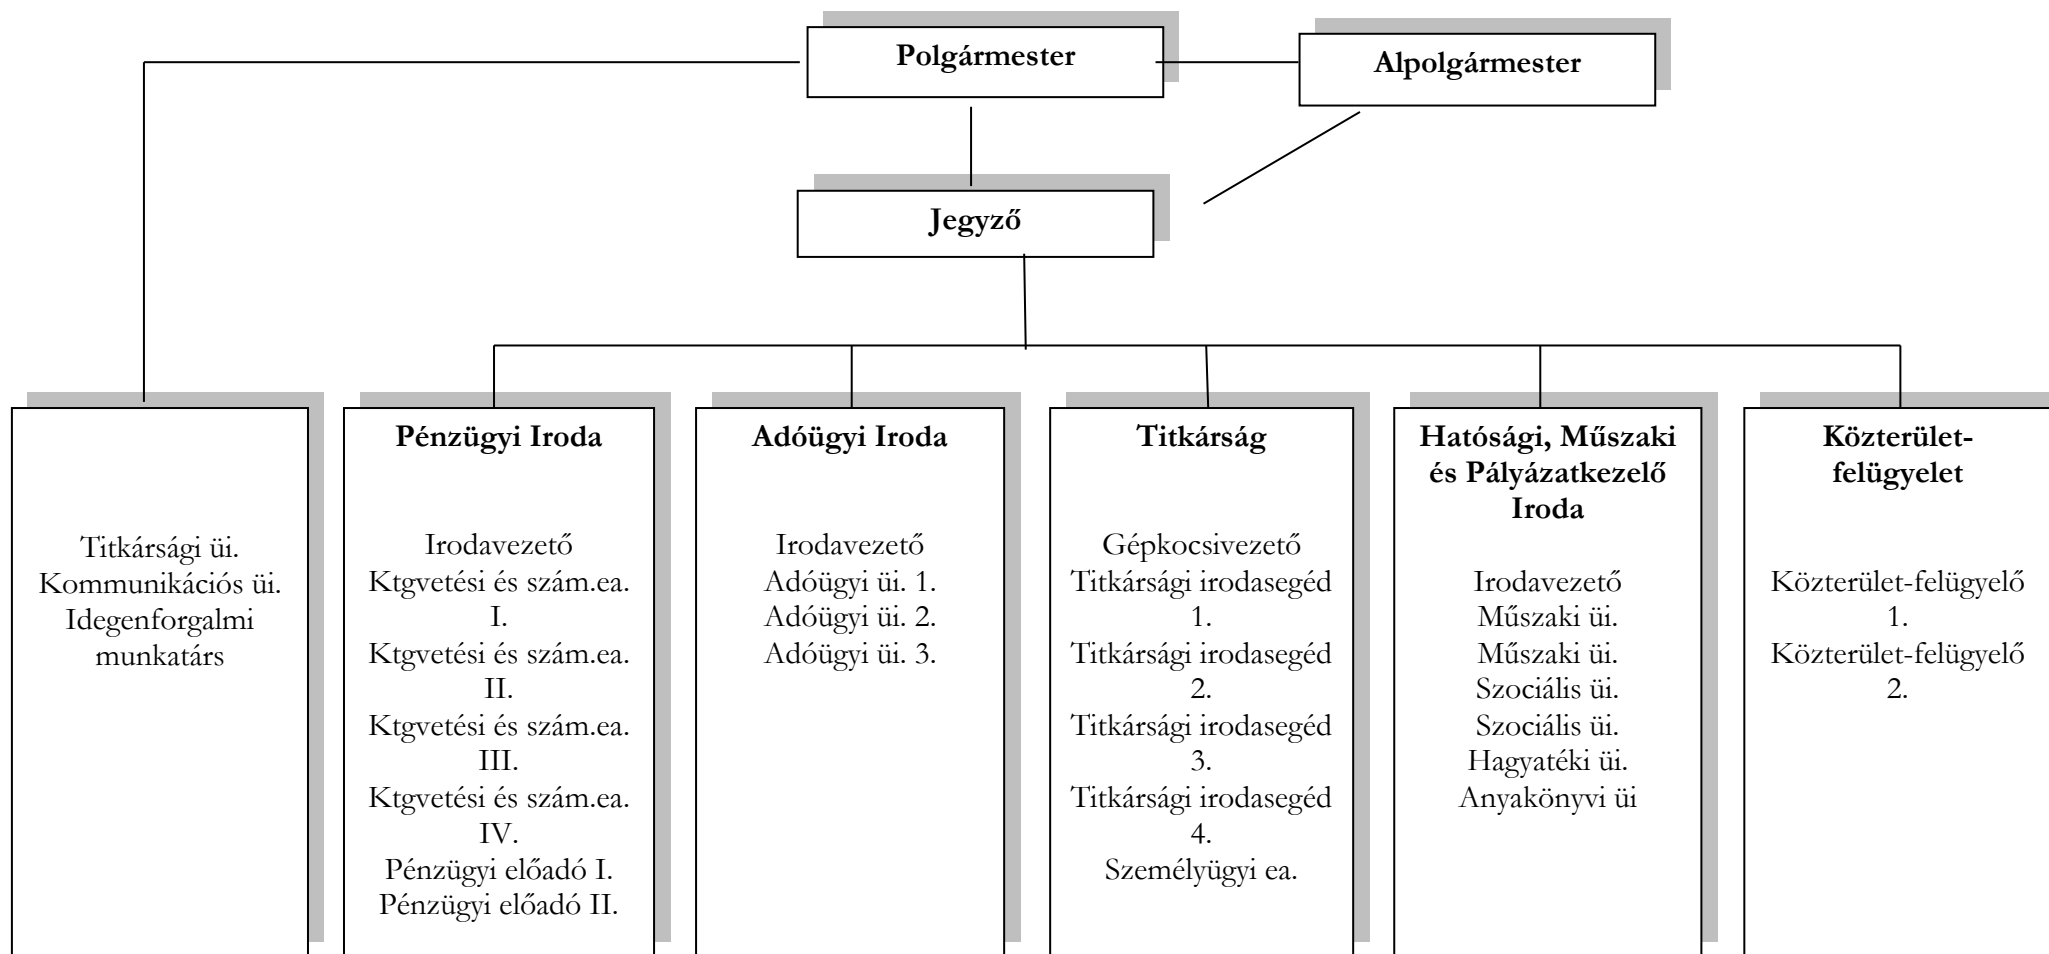 Polgármester
Alpolgármester
Jegyző
Titkársági üi.
Kommunikációs üi.
Idegenforgalmi
munkatárs
Pénzügyi Iroda
Irodavezető
Ktgvetési és szám.ea.
I.
Ktgvetési és szám.ea.
II.
Ktgvetési és szám.ea.
III.
Ktgvetési és szám.ea.
IV.
Pénzügyi előadó I.
Pénzügyi előadó II.
Adóügyi Iroda
Irodavezető
Adóügyi üi. 1.
Adóügyi üi. 2.
Adóügyi üi. 3.
Titkárság
Gépkocsivezető
Titkársági irodasegéd
1.
Titkársági irodasegéd
2.
Titkársági irodasegéd
3.
Titkársági irodasegéd
4.
Személyügyi ea.
Hatósági, Műszaki
és Pályázatkezelő
Iroda
Irodavezető
Műszaki üi.
Műszaki üi.
Szociális üi.
Szociális üi.
Hagyatéki üi.
Anyakönyvi üi
Közterület-
felügyelet
Közterület-felügyelő
1.
Közterület-felügyelő
2.